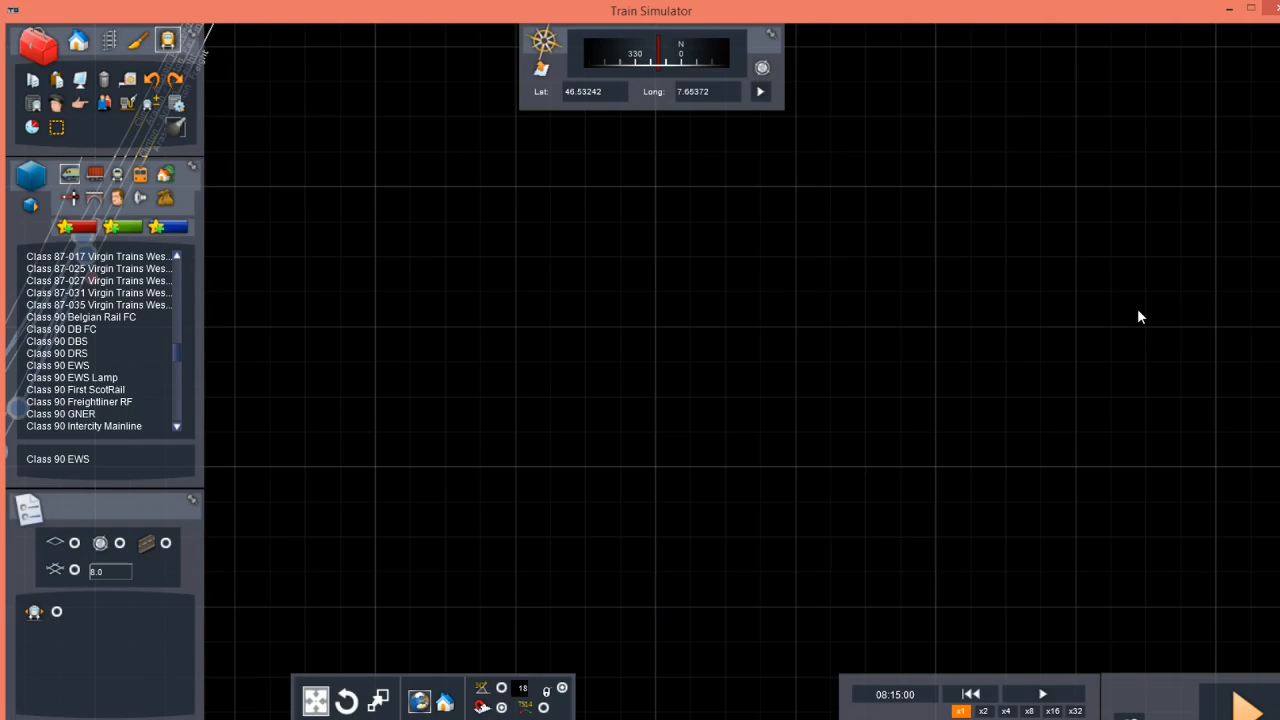 Train Simulator
330
N
0
Lat:
46.53242
Long:
7.65372
Class 87-017 Virgin Trains Wes...
Class 87-025 Virgin Trains Wes...
Class 87-027 Virgin Trains Wes...
Class 87-031 Virgin Trains Wes...
Class 87-035 Virgin Trains Wes...
Class 90 Belgian Rail FC
Class 90 DB FC
Class 90 DBS
Class 90 DRS
Class 90 EWS
Class 90 EWS Lamp
Class 90 First ScotRail
Class 90 Freightliner RF
Class 90 GNER
Class 90 Intercity Mainline
Class 90 EWS
8.0
18
08:15:00
x1 x2 x4 x8 x16 x32